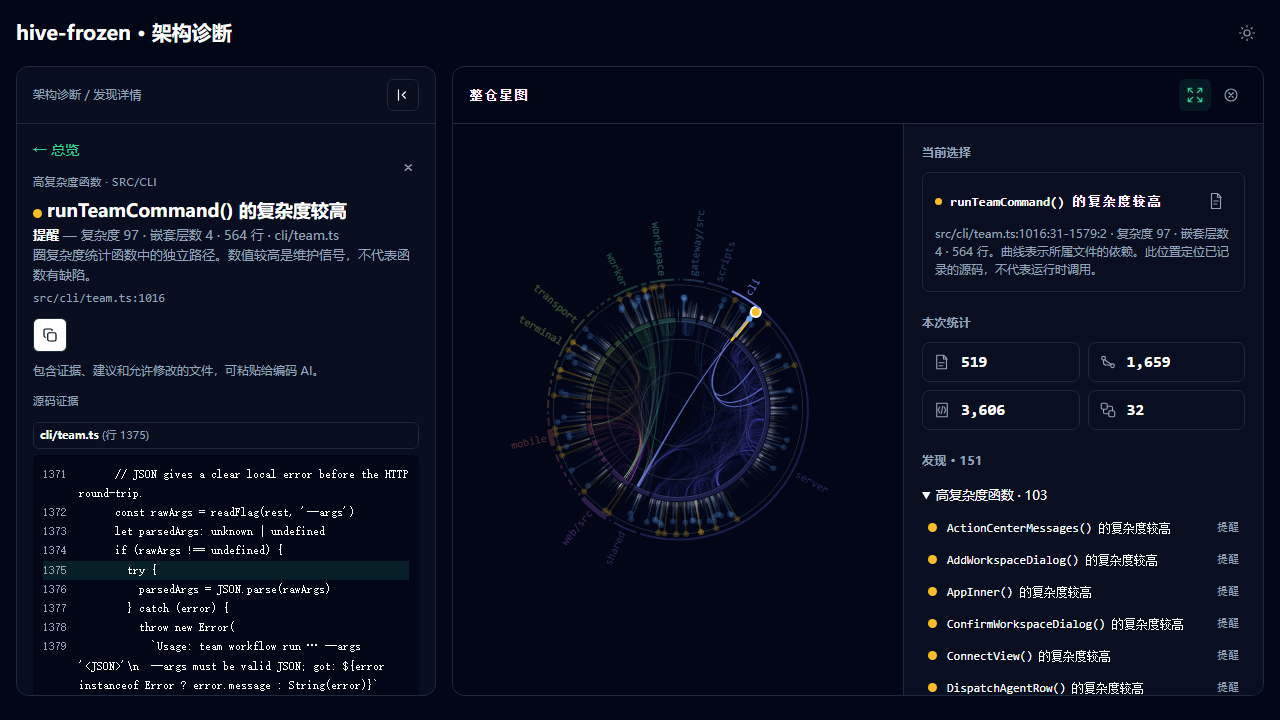 hive-frozen • 架构诊断
架构诊断 / 发现详情
← 总览
高复杂度函数 · SRC/CLI
runTeamCommand() 的复杂度较高
提醒 — 复杂度 97 · 嵌套层数 4 · 564 行 · cli/team.ts
圈复杂度统计函数中的独立路径。数值较高是维护信号，不代表函
数有缺陷。
src/cli/team.ts:1016
包含证据、建议和允许修改的文件，可粘贴给编码 AI。
源码证据
cli/team.ts (行 1375)
1371 // JSON gives a clear local error before the HTTP
round-trip.
1372 const rawArgs = readFlag(rest, '--args')
1373 let parsedArgs: unknown | undefined
1374 if (rawArgs !== undefined) {
1375 try {
1376 parsedArgs = JSON.parse(rawArgs)
1377 } catch (error) {
1378 throw new Error(
1379 `Usage: team workflow run … --args
'<JSON>'\n --args must be valid JSON; got: ${error
instanceof Error ? error.message : String(error)}`
整仓星图
workspace
gateway/src
scripts
worker
cli
transport
terminal
mobile
server
web/src
shared
当前选择
runTeamCommand() 的复杂度较高
src/cli/team.ts:1016:31-1579:2 · 复杂度 97 · 嵌套层数
4 · 564 行。曲线表示所属文件的依赖。此位置定位已记
录的源码，不代表运行时调用。
本次统计
519
1,659
3,606
32
发现 • 151
▼ 高复杂度函数 · 103
ActionCenterMessages() 的复杂度较高 提醒
AddWorkspaceDialog() 的复杂度较高 提醒
AppInner() 的复杂度较高 提醒
ConfirmWorkspaceDialog() 的复杂度较高 提醒
ConnectView() 的复杂度较高 提醒
DispatchAgentRow() 的复杂度较高 提醒